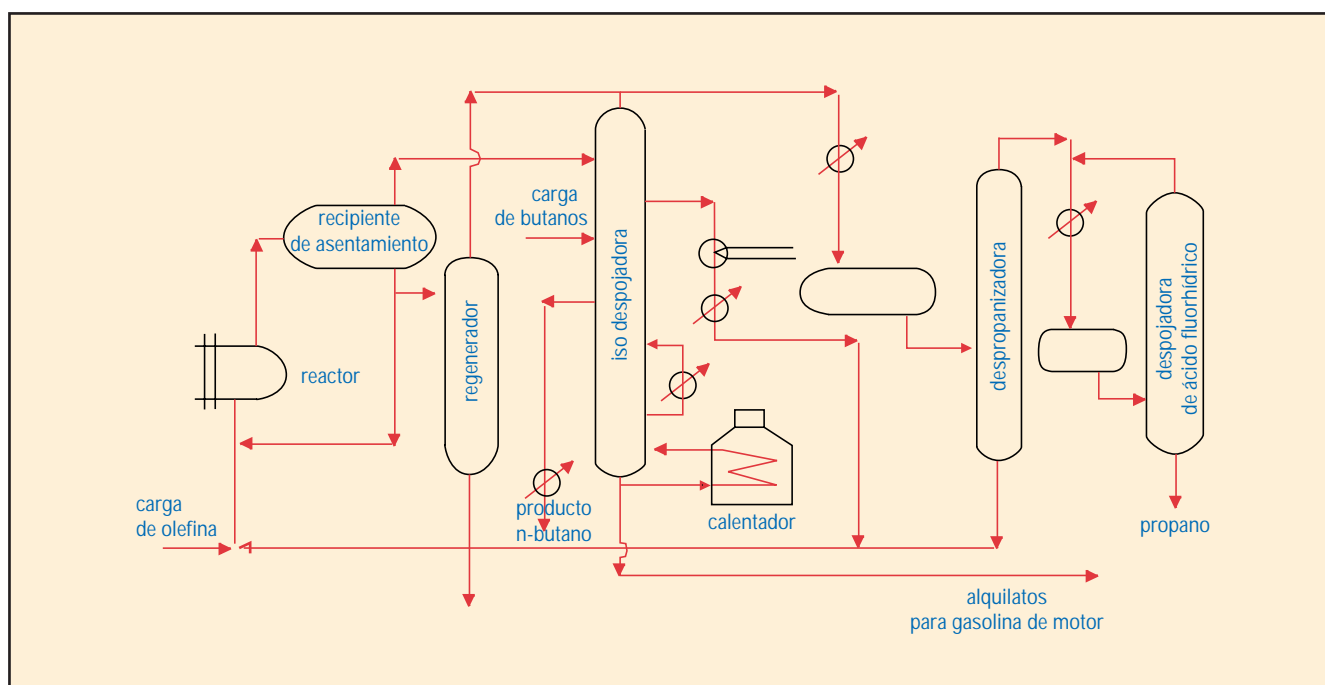 recipiente
de asentamiento
carga
de butanos
reactor
regenerador
iso despojadora
despropanizadora
despojadora
de ácido fluorhídrico
carga
de olefina
producto
n-butano
calentador
propano
alquilatos
para gasolina de motor